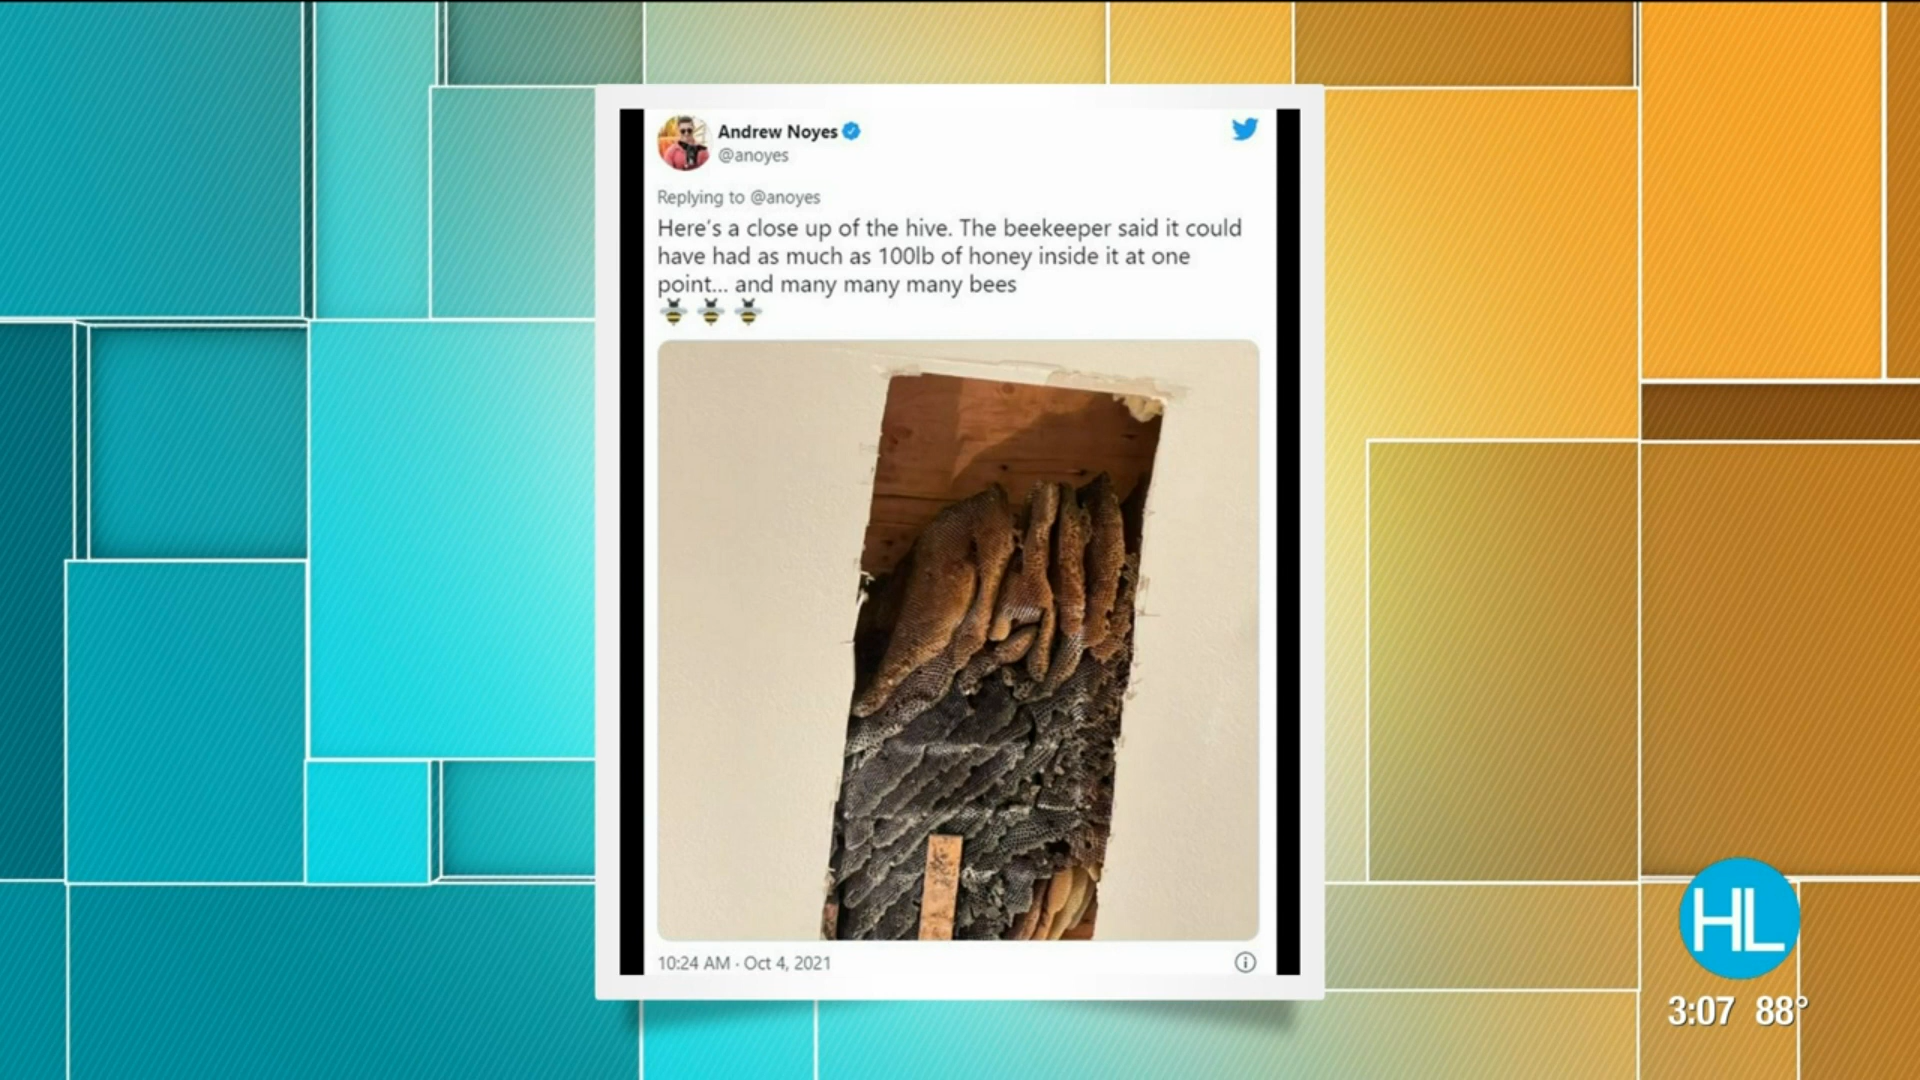 Andrew Noyes
@anoyes
Replying to @anoyes
Here's a close up of the hive. The beekeeper said it could
have had as much as 100lb of honey inside it at one
point... and many many many bees
🐝 🐝 🐝
10:24 AM · Oct 4, 2021
HL
3:07 88°